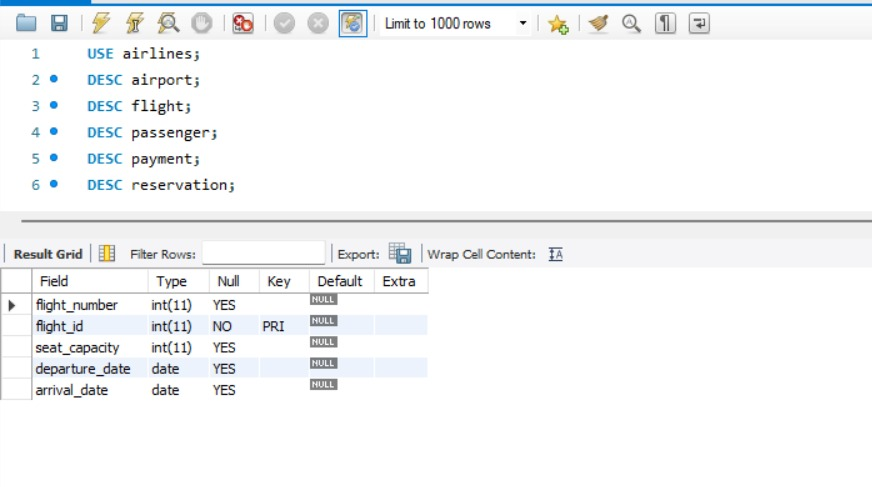 Limit to 1000 rows
1 USE airlines;
2 DESC airport;
3 DESC flight;
4 DESC passenger;
5 DESC payment;
6 DESC reservation;
Result Grid Filter Rows: Export: Wrap Cell Content: IA
Field Type Null Key Default Extra
flight_number int(11) YES NULL
flight_id int(11) NO PRI NULL
seat_capacity int(11) YES NULL
departure_date date YES NULL
arrival_date date YES NULL